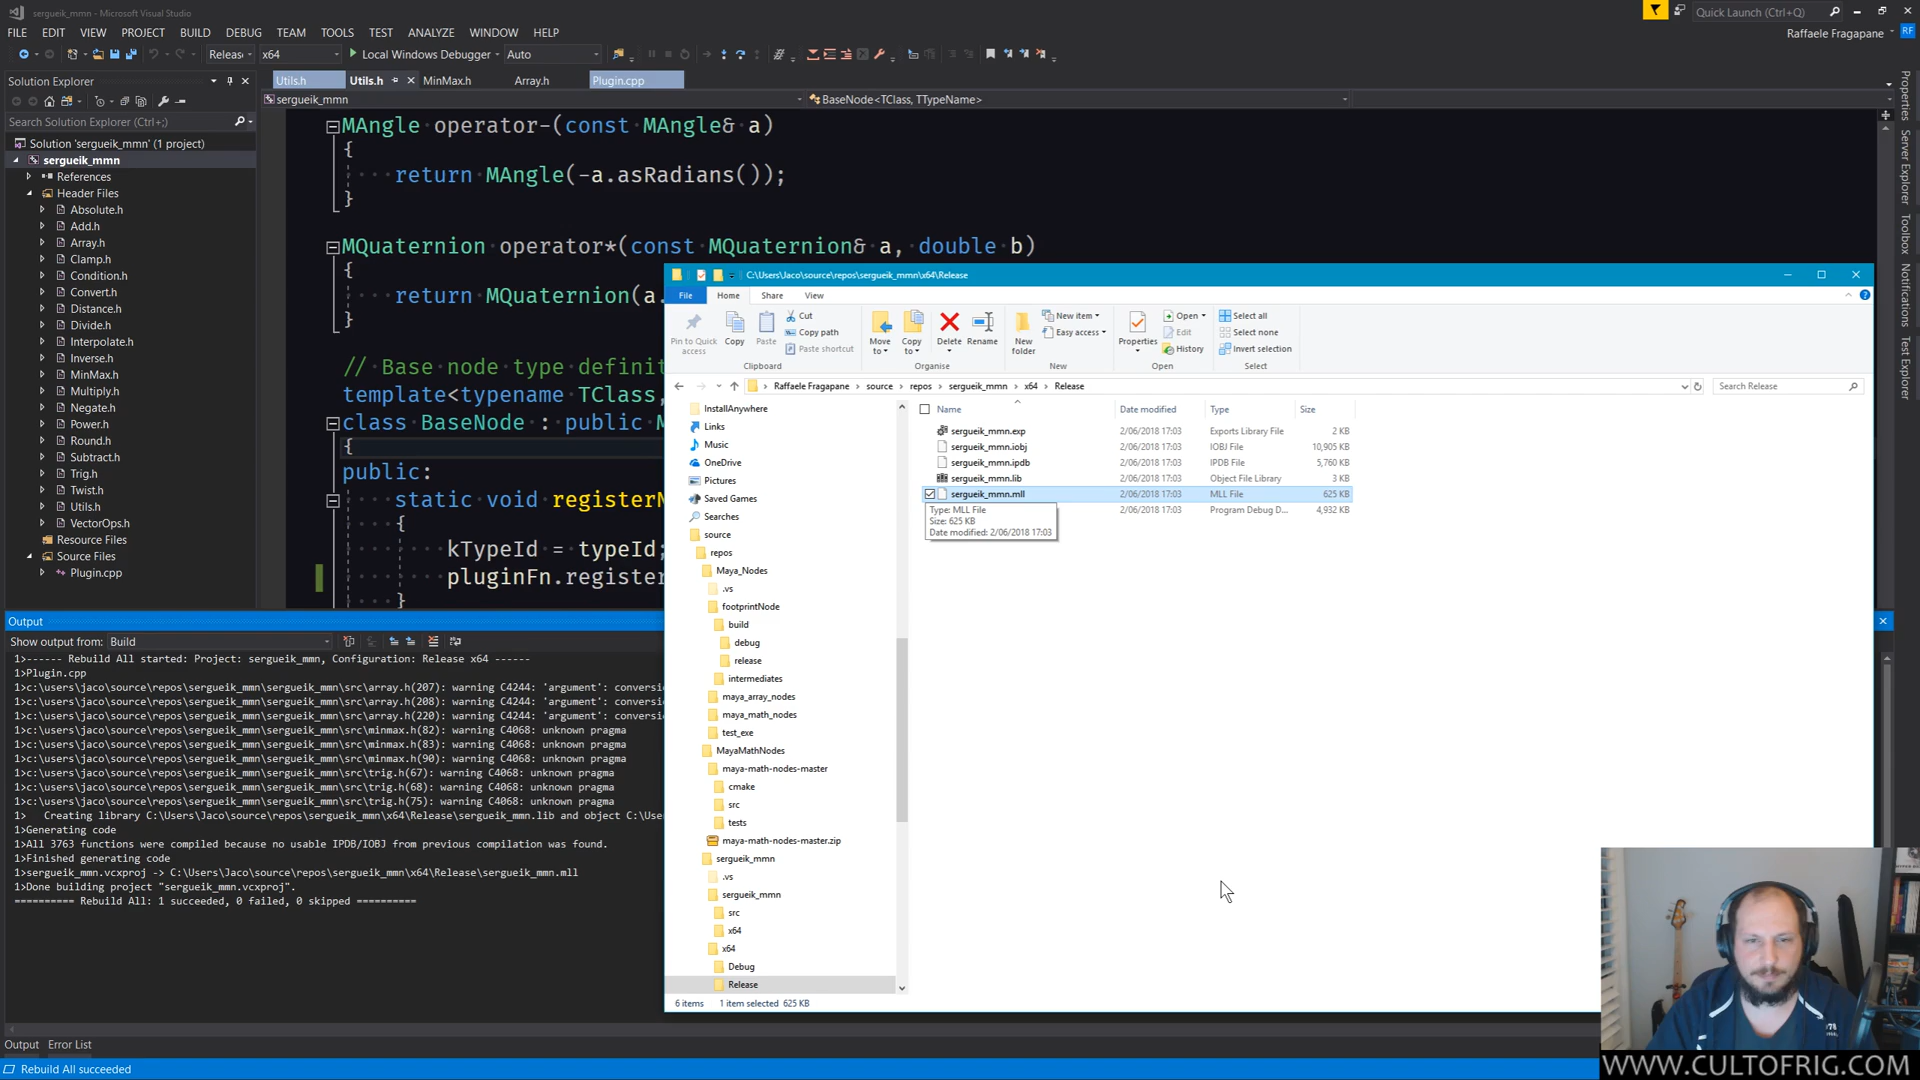 sergueik_mmn - Microsoft Visual Studio
Quick Launch (Ctrl+Q)
FILE EDIT VIEW PROJECT BUILD DEBUG TEAM TOOLS TEST ANALYZE WINDOW HELP
Raffaele Fragapane RF
Release x64 Local Windows Debugger Auto
Solution Explorer
Utils.h Utils.h MinMax.h Array.h Plugin.cpp
sergueik_mmn
BaseNode<TClass, TTypeName>
Search Solution Explorer (Ctrl+;)
Solution 'sergueik_mmn' (1 project)
sergueik_mmn
References
Header Files
Absolute.h
Add.h
Array.h
Clamp.h
Condition.h
Convert.h
Distance.h
Divide.h
Interpolate.h
Inverse.h
MinMax.h
Multiply.h
Negate.h
Power.h
Round.h
Subtract.h
Trig.h
Twist.h
Utils.h
VectorOps.h
Resource Files
Source Files
Plugin.cpp
MAngle operator-(const MAngle& a)
{
return MAngle(-a.asRadians());
}
MQuaternion operator*(const MQuaternion& a, double b)
{
return MQuaternion(a.
}
// Base node type definit
template<typename TClass,
class BaseNode : public M
{
public:
static void registerN
{
kTypeId = typeId;
pluginFn.register
}
Properties
Server Explorer
Toolbox
Notifications
Test Explorer
C:\Users\Jaco\source\repos\sergueik_mmn\x64\Release
File Home Share View
Pin to Quick access
Copy
Paste
Cut
Copy path
Paste shortcut
Clipboard
Move to
Copy to
Delete
Rename
Organise
New folder
New item
Easy access
New
Properties
Open
Edit
History
Open
Select all
Select none
Invert selection
Select
Raffaele Fragapane > source > repos > sergueik_mmn > x64 > Release
Search Release
InstallAnywhere
Links
Music
OneDrive
Pictures
Saved Games
Searches
source
repos
Maya_Nodes
.vs
footprintNode
build
debug
release
intermediates
maya_array_nodes
maya_math_nodes
test_exe
MayaMathNodes
maya-math-nodes-master
cmake
src
tests
maya-math-nodes-master.zip
sergueik_mmn
.vs
sergueik_mmn
src
x64
x64
Debug
Release
Name Date modified Type Size
sergueik_mmn.exp 2/06/2018 17:03 Exports Library File 2 KB
sergueik_mmn.iobj 2/06/2018 17:03 IOBJ File 10,905 KB
sergueik_mmn.ipdb 2/06/2018 17:03 IPDB File 5,760 KB
sergueik_mmn.lib 2/06/2018 17:03 Object File Library 3 KB
sergueik_mmn.mll 2/06/2018 17:03 MLL File 625 KB
2/06/2018 17:03 Program Debug D... 4,932 KB
Type: MLL File
Size: 625 KB
Date modified: 2/06/2018 17:03
6 items 1 item selected 625 KB
Output
Show output from: Build
1>------ Rebuild All started: Project: sergueik_mmn, Configuration: Release x64 ------
1>Plugin.cpp
1>c:\users\jaco\source\repos\sergueik_mmn\sergueik_mmn\src\array.h(207): warning C4244: 'argument': conversi
1>c:\users\jaco\source\repos\sergueik_mmn\sergueik_mmn\src\array.h(208): warning C4244: 'argument': conversi
1>c:\users\jaco\source\repos\sergueik_mmn\sergueik_mmn\src\array.h(220): warning C4244: 'argument': conversi
1>c:\users\jaco\source\repos\sergueik_mmn\sergueik_mmn\src\minmax.h(82): warning C4068: unknown pragma
1>c:\users\jaco\source\repos\sergueik_mmn\sergueik_mmn\src\minmax.h(83): warning C4068: unknown pragma
1>c:\users\jaco\source\repos\sergueik_mmn\sergueik_mmn\src\minmax.h(90): warning C4068: unknown pragma
1>c:\users\jaco\source\repos\sergueik_mmn\sergueik_mmn\src\trig.h(67): warning C4068: unknown pragma
1>c:\users\jaco\source\repos\sergueik_mmn\sergueik_mmn\src\trig.h(68): warning C4068: unknown pragma
1>c:\users\jaco\source\repos\sergueik_mmn\sergueik_mmn\src\trig.h(75): warning C4068: unknown pragma
1> Creating library C:\Users\Jaco\source\repos\sergueik_mmn\x64\Release\sergueik_mmn.lib and object C:\User
1>Generating code
1>All 3763 functions were compiled because no usable IPDB/IOBJ from previous compilation was found.
1>Finished generating code
1>sergueik_mmn.vcxproj -> C:\Users\Jaco\source\repos\sergueik_mmn\x64\Release\sergueik_mmn.mll
1>Done building project "sergueik_mmn.vcxproj".
========== Rebuild All: 1 succeeded, 0 failed, 0 skipped ==========
Output Error List
Rebuild All succeeded
WWW.CULTOFRIG.COM